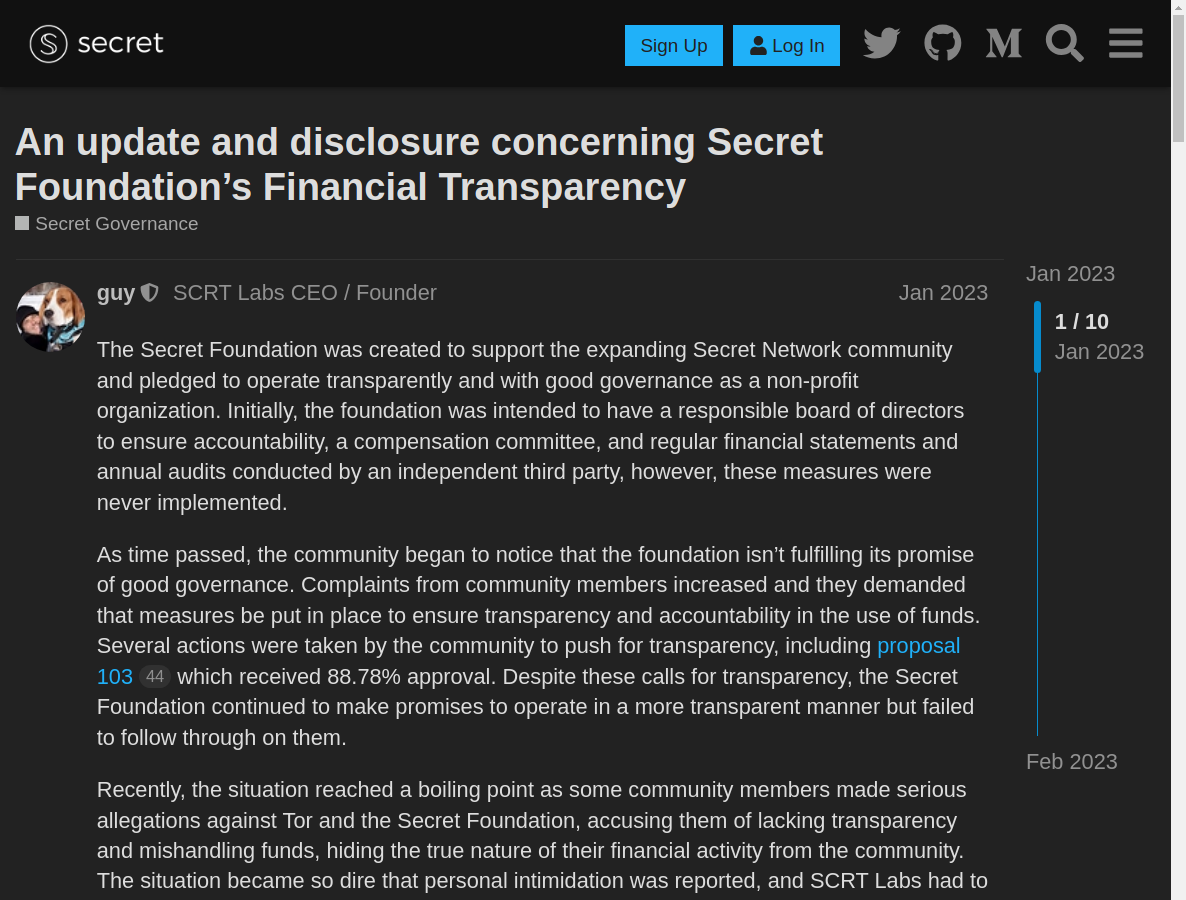 secret
Sign Up
Log In
An update and disclosure concerning Secret
Foundation’s Financial Transparency
Secret Governance
guy SCRT Labs CEO / Founder Jan 2023
The Secret Foundation was created to support the expanding Secret Network community
and pledged to operate transparently and with good governance as a non-profit
organization. Initially, the foundation was intended to have a responsible board of directors
to ensure accountability, a compensation committee, and regular financial statements and
annual audits conducted by an independent third party, however, these measures were
never implemented.
As time passed, the community began to notice that the foundation isn’t fulfilling its promise
of good governance. Complaints from community members increased and they demanded
that measures be put in place to ensure transparency and accountability in the use of funds.
Several actions were taken by the community to push for transparency, including proposal
103 44 which received 88.78% approval. Despite these calls for transparency, the Secret
Foundation continued to make promises to operate in a more transparent manner but failed
to follow through on them.
Recently, the situation reached a boiling point as some community members made serious
allegations against Tor and the Secret Foundation, accusing them of lacking transparency
and mishandling funds, hiding the true nature of their financial activity from the community.
The situation became so dire that personal intimidation was reported, and SCRT Labs had to
Jan 2023
1 / 10
Jan 2023
Feb 2023